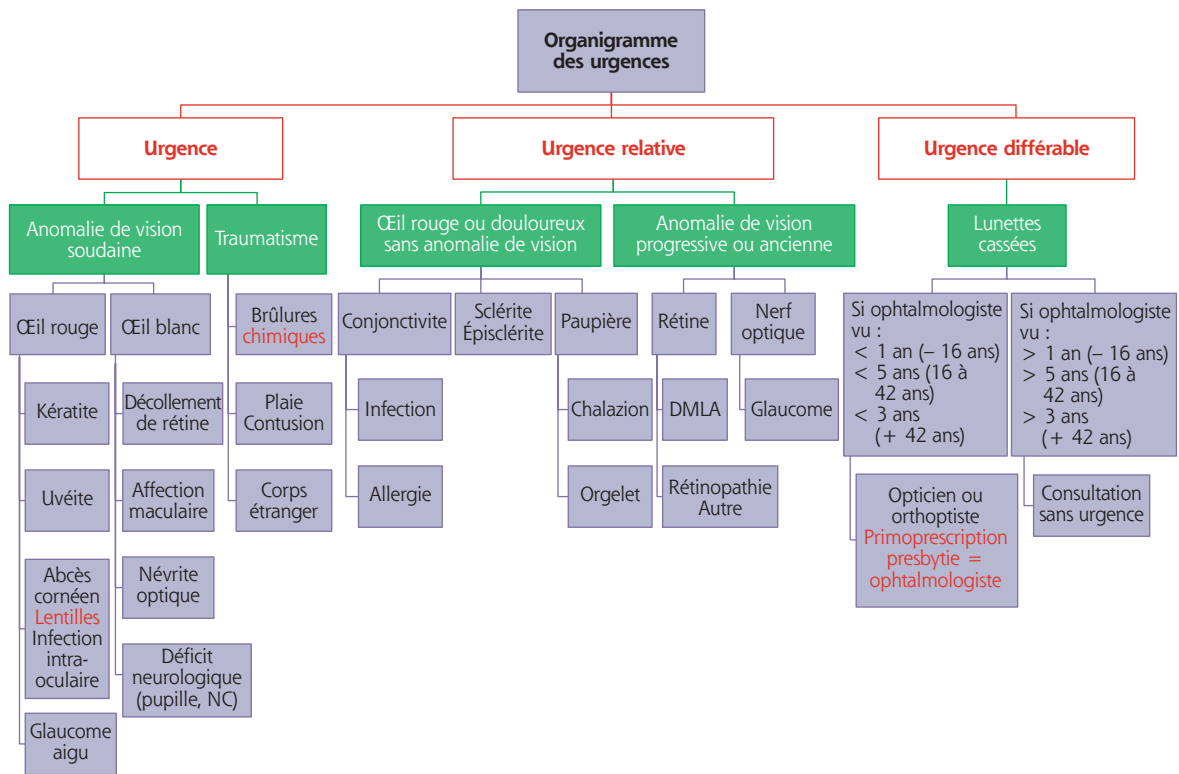 Organigramme
des urgences
Urgence
Urgence relative
Urgence différable
Anomalie de vision
soudaine
Traumatisme
Œil rouge ou douloureux
sans anomalie de vision
Anomalie de vision
progressive ou ancienne
Lunettes
cassées
Œil rouge
Œil blanc
Brûlures
chimiques
Conjonctivite
Sclérite
Épisclérite
Paupière
Rétine
Nerf
optique
Si ophtalmologiste
vu :
< 1 an (– 16 ans)
< 5 ans (16 à
42 ans)
< 3 ans
(+ 42 ans)
Si ophtalmologiste
vu :
> 1 an (– 16 ans)
> 5 ans (16 à
42 ans)
> 3 ans
(+ 42 ans)
Kératite
Décollement
de rétine
Plaie
Contusion
Infection
Chalazion
DMLA
Glaucome
Uvéite
Affection
maculaire
Corps
étranger
Allergie
Orgelet
Rétinopathie
Autre
Opticien ou
orthoptiste
Primoprescription
presbytie =
ophtalmologiste
Consultation
sans urgence
Abcès
cornéen
Lentilles
Infection
intra-
oculaire
Névrite
optique
Déficit
neurologique
(pupille, NC)
Glaucome
aigu